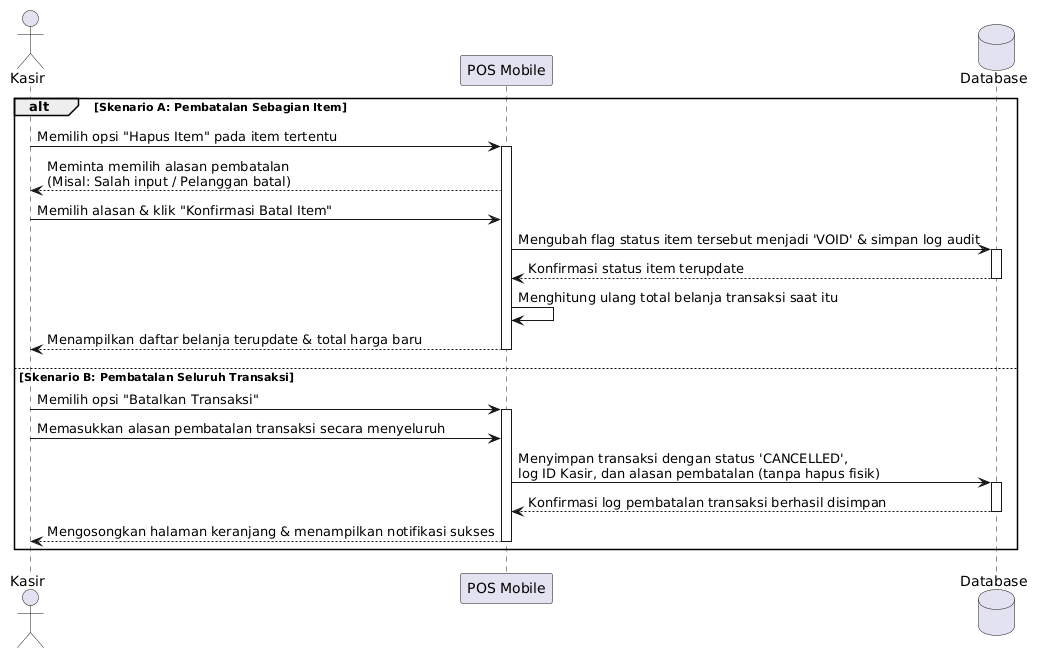 Kasir
POS Mobile
Database
alt [Skenario A: Pembatalan Sebagian Item]
Memilih opsi "Hapus Item" pada item tertentu
Meminta memilih alasan pembatalan
(Misal: Salah input / Pelanggan batal)
Memilih alasan & klik "Konfirmasi Batal Item"
Mengubah flag status item tersebut menjadi 'VOID' & simpan log audit
Konfirmasi status item terupdate
Menghitung ulang total belanja transaksi saat itu
Menampilkan daftar belanja terupdate & total harga baru
[Skenario B: Pembatalan Seluruh Transaksi]
Memilih opsi "Batalkan Transaksi"
Memasukkan alasan pembatalan transaksi secara menyeluruh
Menyimpan transaksi dengan status 'CANCELLED',
log ID Kasir, dan alasan pembatalan (tanpa hapus fisik)
Konfirmasi log pembatalan transaksi berhasil disimpan
Mengosongkan halaman keranjang & menampilkan notifikasi sukses
Kasir
POS Mobile
Database